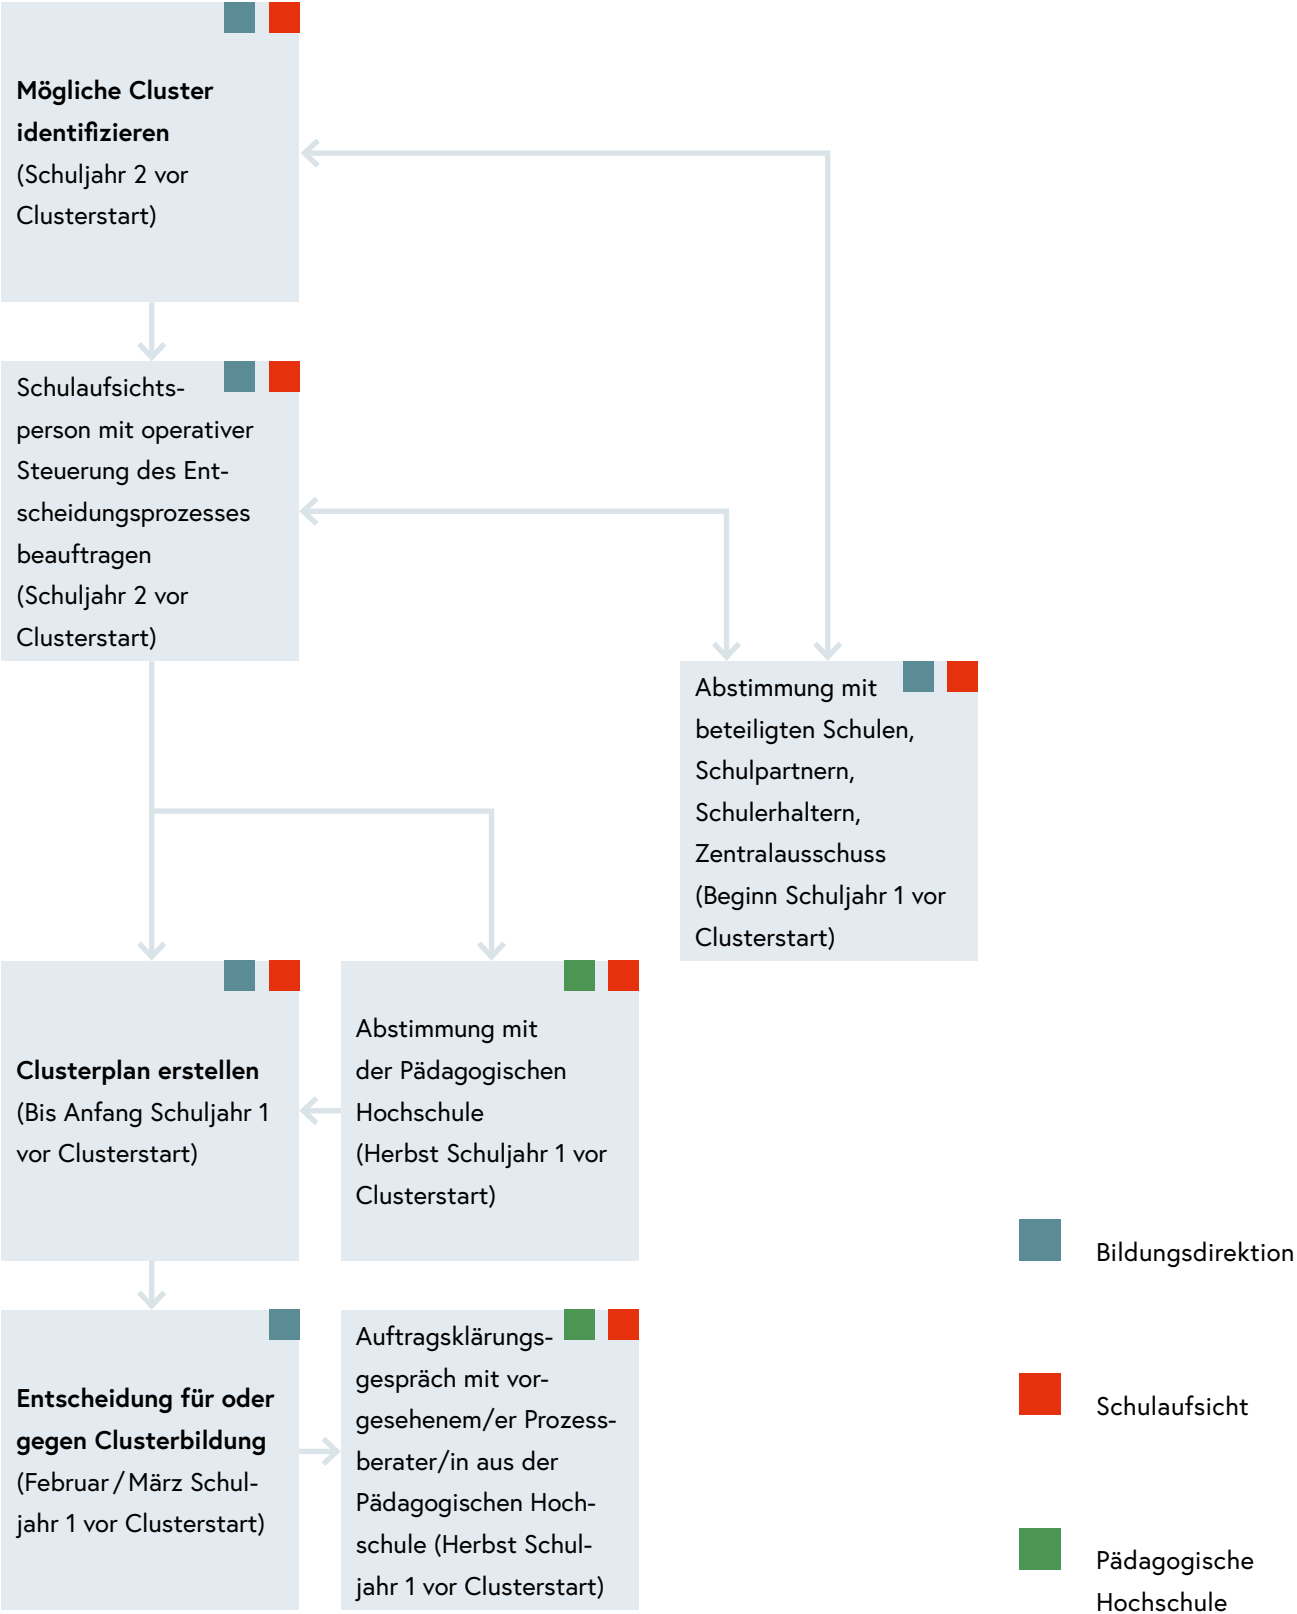 Mögliche Cluster
identifizieren
(Schuljahr 2 vor
Clusterstart)
Schulaufsichts-
person mit operativer
Steuerung des Ent-
scheidungsprozesses
beauftragen
(Schuljahr 2 vor
Clusterstart)
Abstimmung mit
beteiligten Schulen,
Schulpartnern,
Schulerhaltern,
Zentralausschuss
(Beginn Schuljahr 1 vor
Clusterstart)
Clusterplan erstellen
(Bis Anfang Schuljahr 1
vor Clusterstart)
Abstimmung mit
der Pädagogischen
Hochschule
(Herbst Schuljahr 1 vor
Clusterstart)
Entscheidung für oder
gegen Clusterbildung
(Februar / März Schul-
jahr 1 vor Clusterstart)
Auftragsklärungs-
gespräch mit vor-
gesehenem/er Prozess-
berater/in aus der
Pädagogischen Hoch-
schule (Herbst Schul-
jahr 1 vor Clusterstart)
Bildungsdirektion
Schulaufsicht
Pädagogische
Hochschule